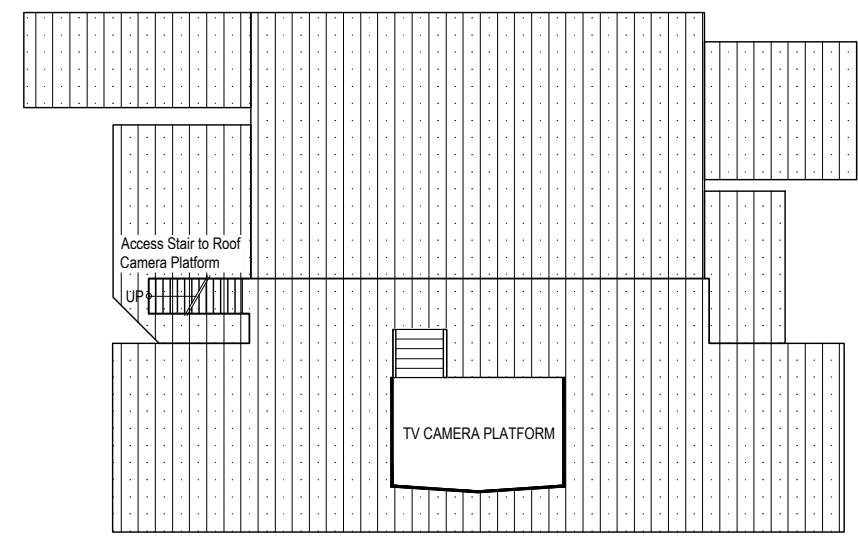 Access Stair to Roof
Camera Platform
UP
TV CAMERA PLATFORM